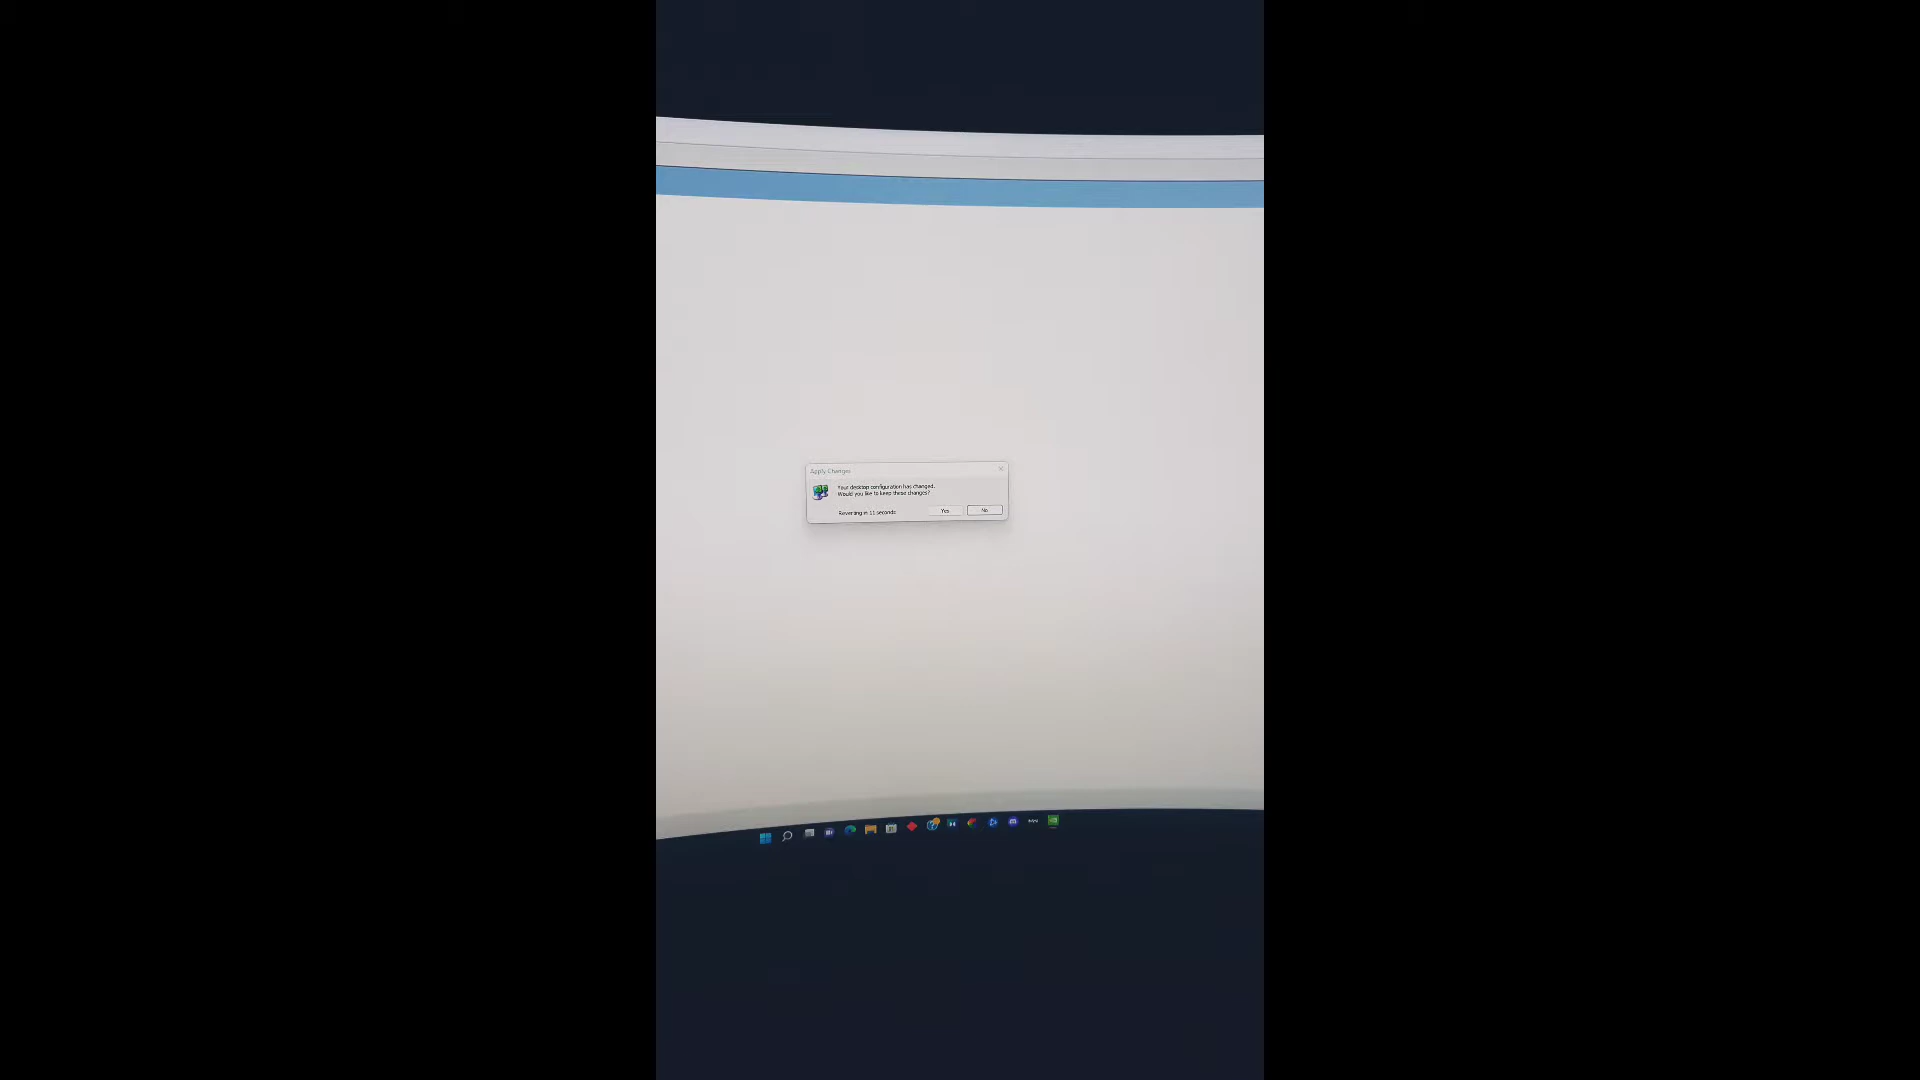 Apply Changes
Your desktop configuration has changed.
Would you like to keep these changes?
Reverting in 11 seconds
Yes
No